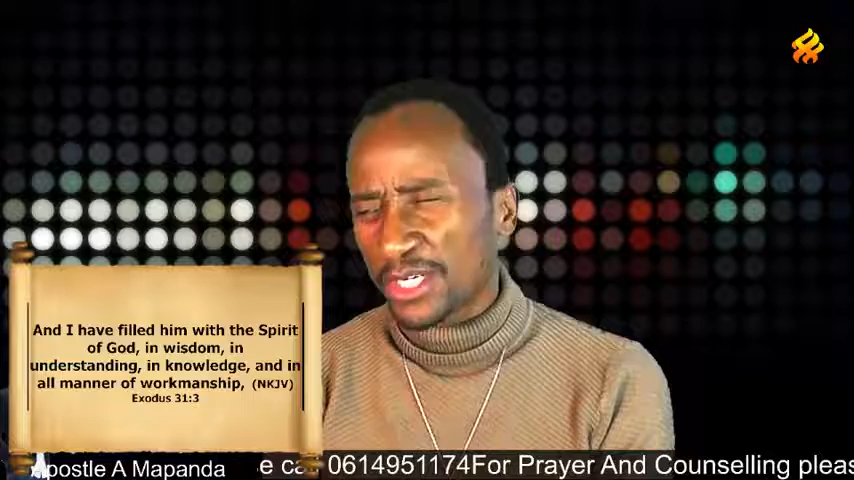 And I have filled him with the Spirit
of God, in wisdom, in
understanding, in knowledge, and in
all manner of workmanship, (NKJV)
Exodus 31:3
postle A Mapanda
e ca 0614951174For Prayer And Counselling pleas